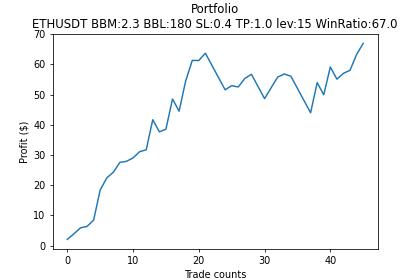 Portfolio
ETHUSDT BBM:2.3 BBL:180 SL:0.4 TP:1.0 lev:15 WinRatio:67.0
70
60
50
40
30
20
10
0
Profit ($)
0 10 20 30 40
Trade counts